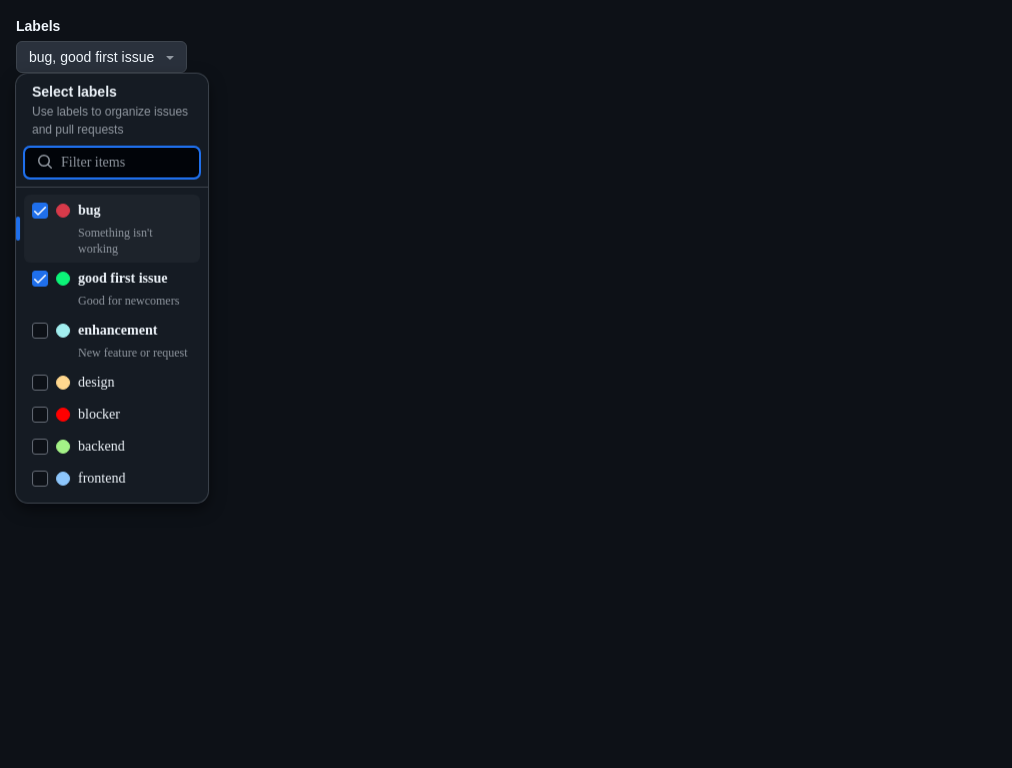 Labels
bug, good first issue
Select labels
Use labels to organize issues
and pull requests
Filter items
bug
Something isn't
working
good first issue
Good for newcomers
enhancement
New feature or request
design
blocker
backend
frontend